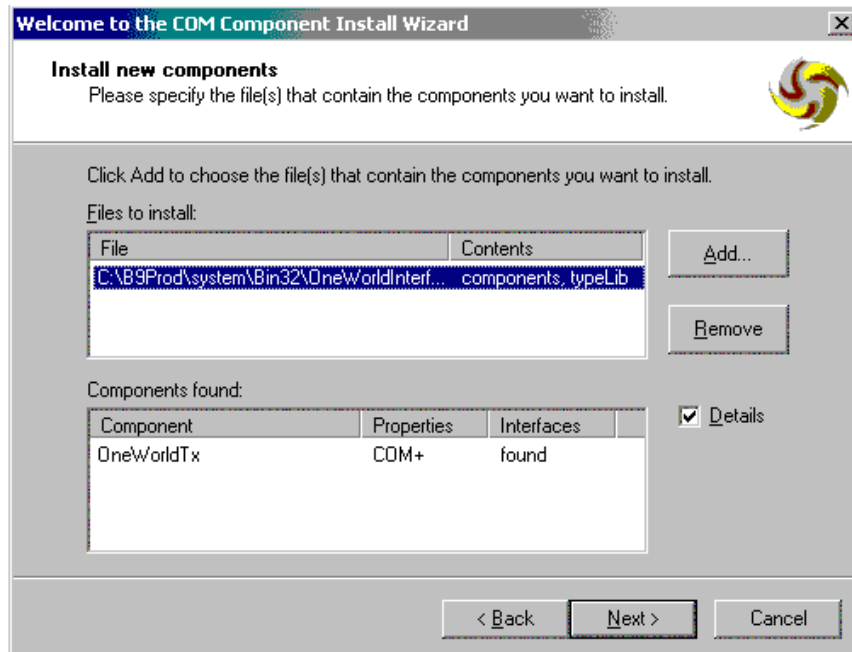 Welcome to the COM Component Install Wizard
Install new components
Please specify the file(s) that contain the components you want to install.
Click Add to choose the file(s) that contain the components you want to install.
Files to install:
File Contents
C:\B9Prod\system\Bin32\OneWorldInterf... components, typeLib
Add...
Remove
Components found:
Component Properties Interfaces
OneWorldTx COM+ found
Details
< Back Next > Cancel